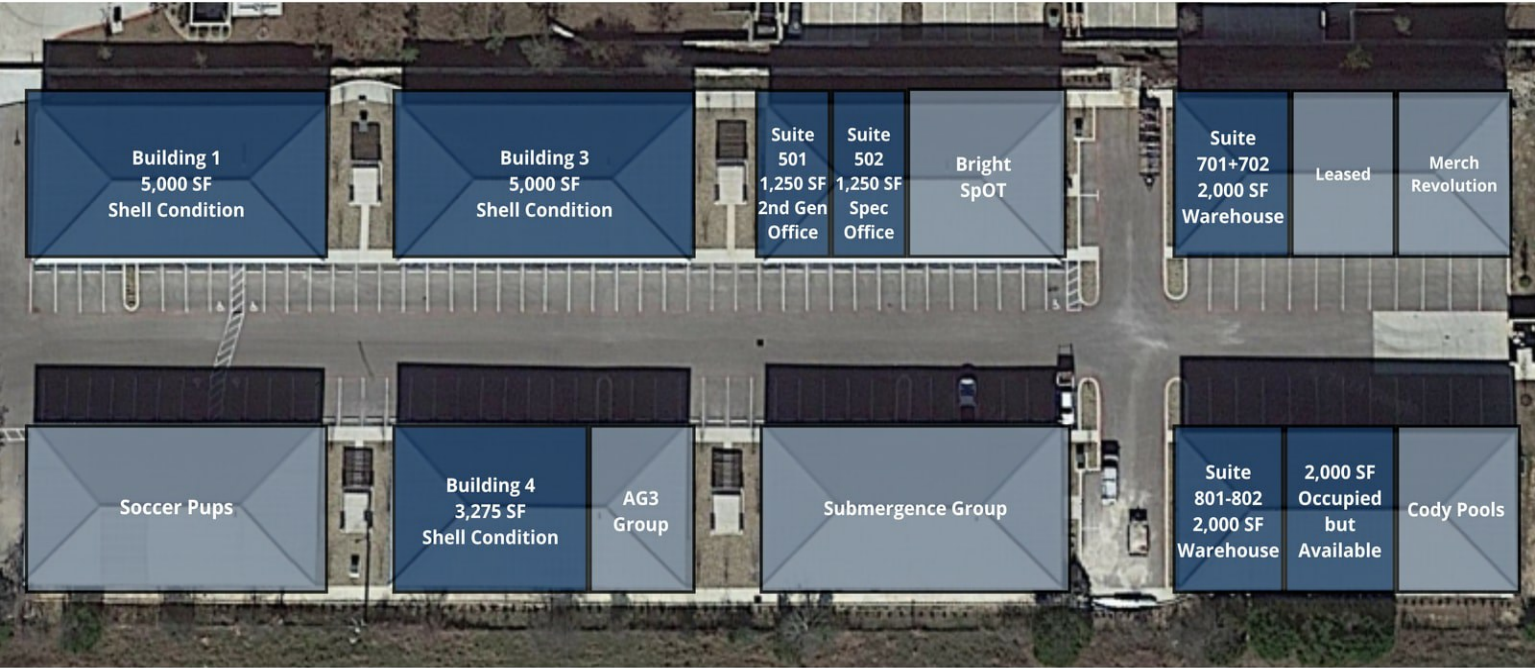 Building 1
5,000 SF
Shell Condition
Building 3
5,000 SF
Shell Condition
Suite
501
1,250 SF
2nd Gen
Office
Suite
502
1,250 SF
Spec
Office
Bright
SpOT
Suite
701+702
2,000 SF
Warehouse
Leased
Merch
Revolution
Soccer Pups
Building 4
3,275 SF
Shell Condition
AG3
Group
Submergence Group
Suite
801-802
2,000 SF
Warehouse
2,000 SF
Occupied
but
Available
Cody Pools